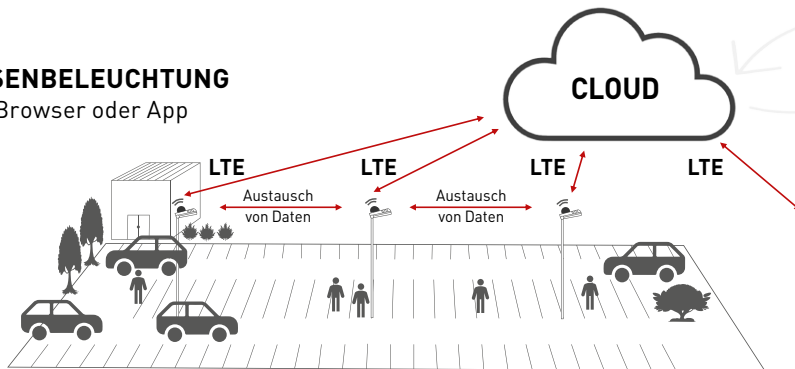 SENBELEUCHTUNG
Browser oder App
CLOUD
LTE
LTE
LTE
LTE
Austausch
von Daten
Austausch
von Daten